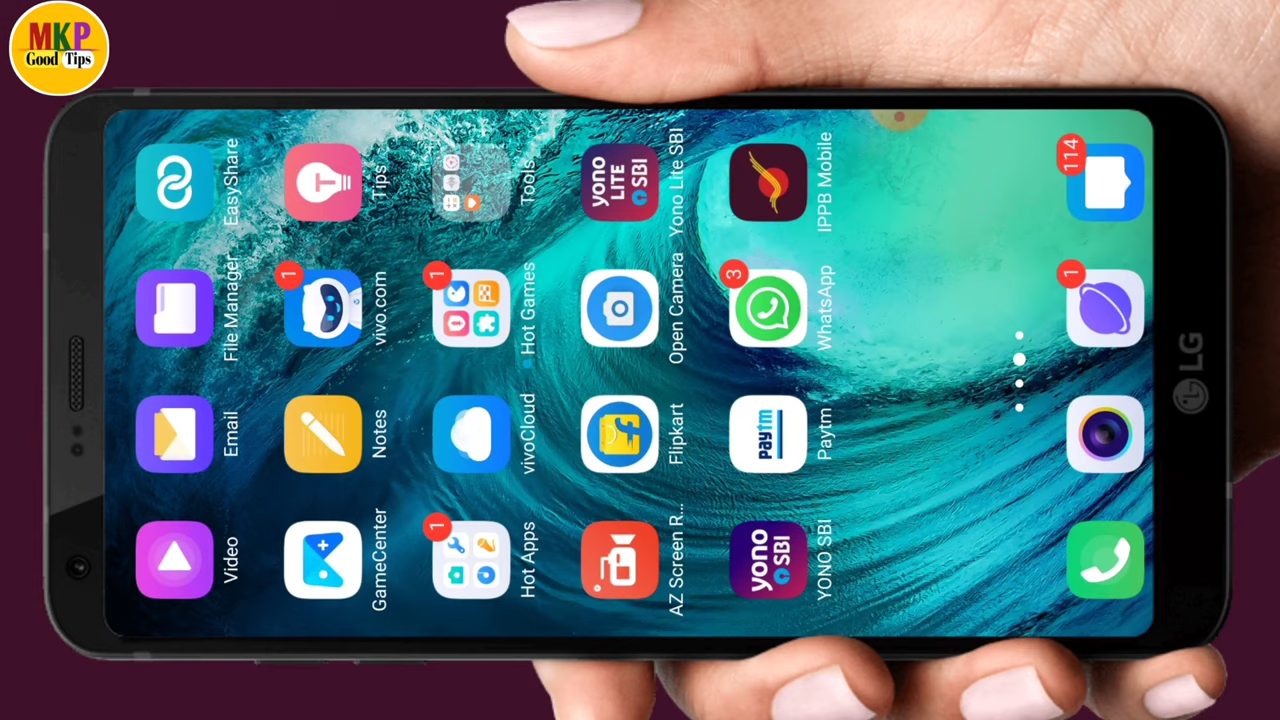 MKP
Good Tips
Video
Email
File Manager
EasyShare
GameCenter
Notes
1
vivo.com
Tips
1
Hot Apps
vivoCloud
1
Hot Games
Tools
AZ Screen R...
Flipkart
Open Camera
yono
LITE
SBI
Yono Lite SBI
yono
SBI
YONO SBI
paytm
Paytm
3
WhatsApp
IPPB Mobile
1
114
LG